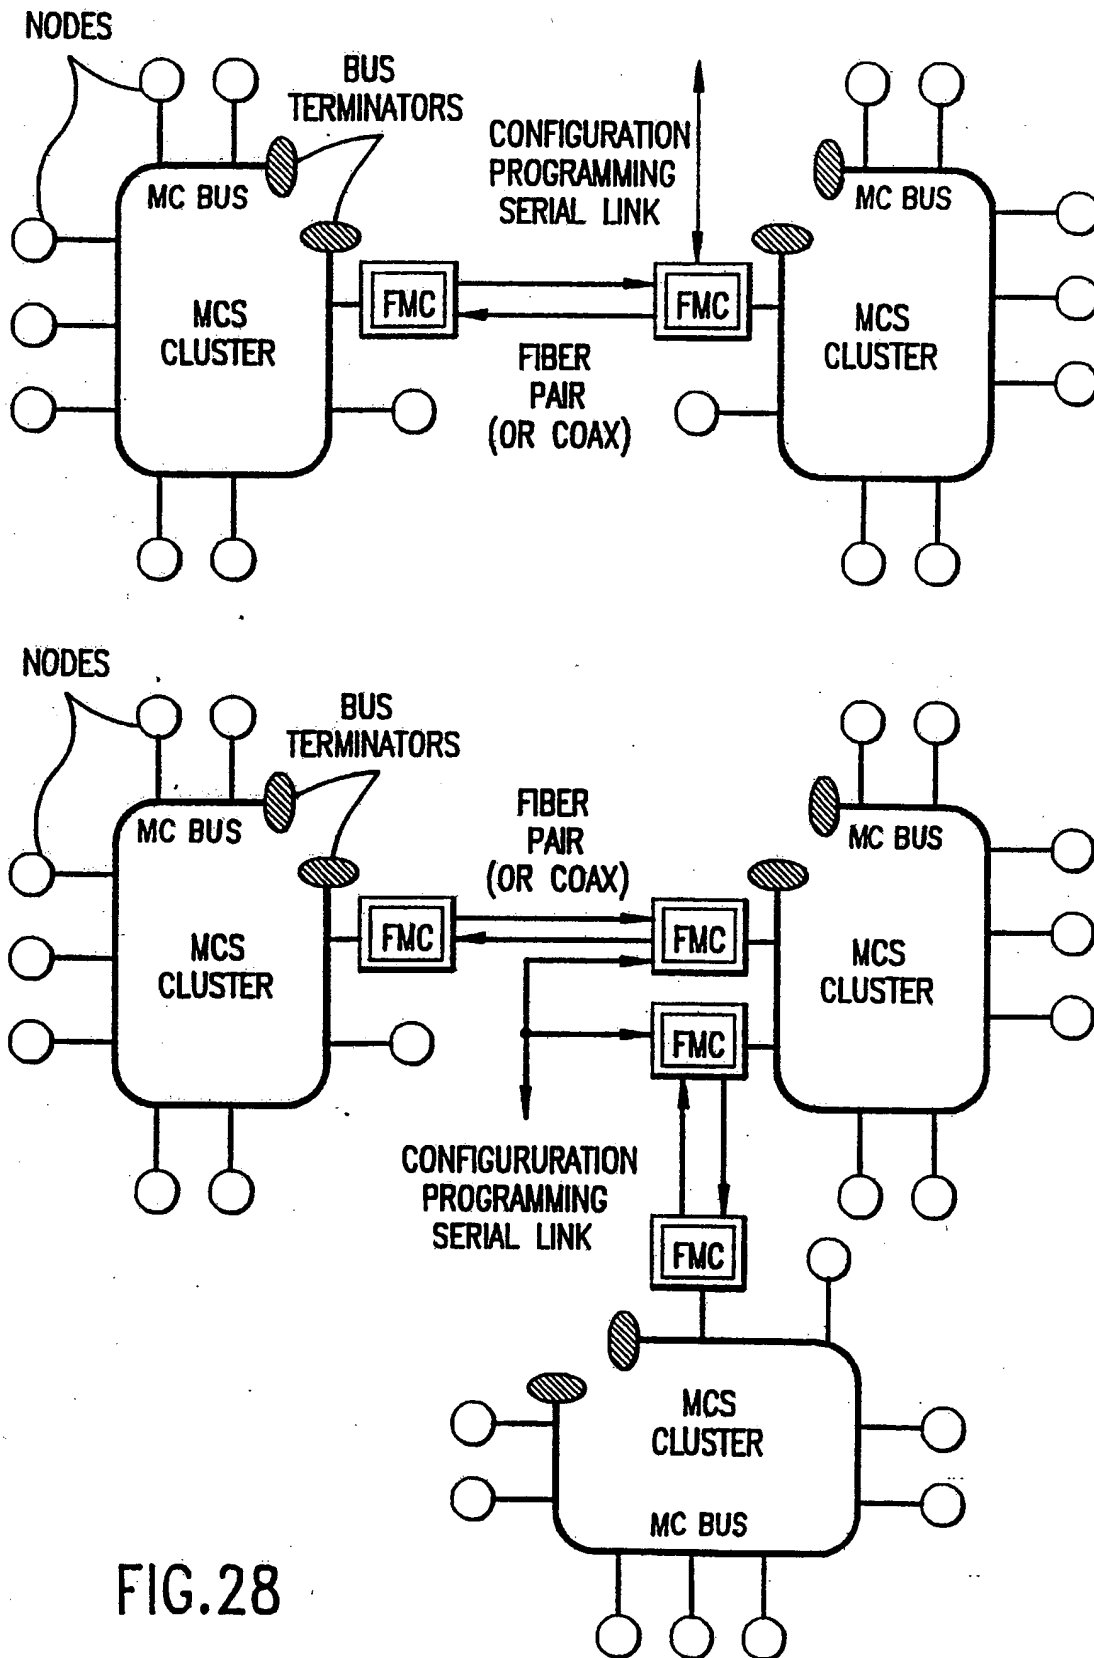 NODES
BUS
TERMINATORS
CONFIGURATION
PROGRAMMING
SERIAL LINK
MC BUS
MC BUS
FMC
FMC
MCS
CLUSTER
MCS
CLUSTER
FIBER
PAIR
(OR COAX)
NODES
BUS
TERMINATORS
FIBER
PAIR
(OR COAX)
MC BUS
MC BUS
FMC
FMC
MCS
CLUSTER
MCS
CLUSTER
FMC
CONFIGURURATION
PROGRAMMING
SERIAL LINK
FMC
MCS
CLUSTER
MC BUS
FIG.28